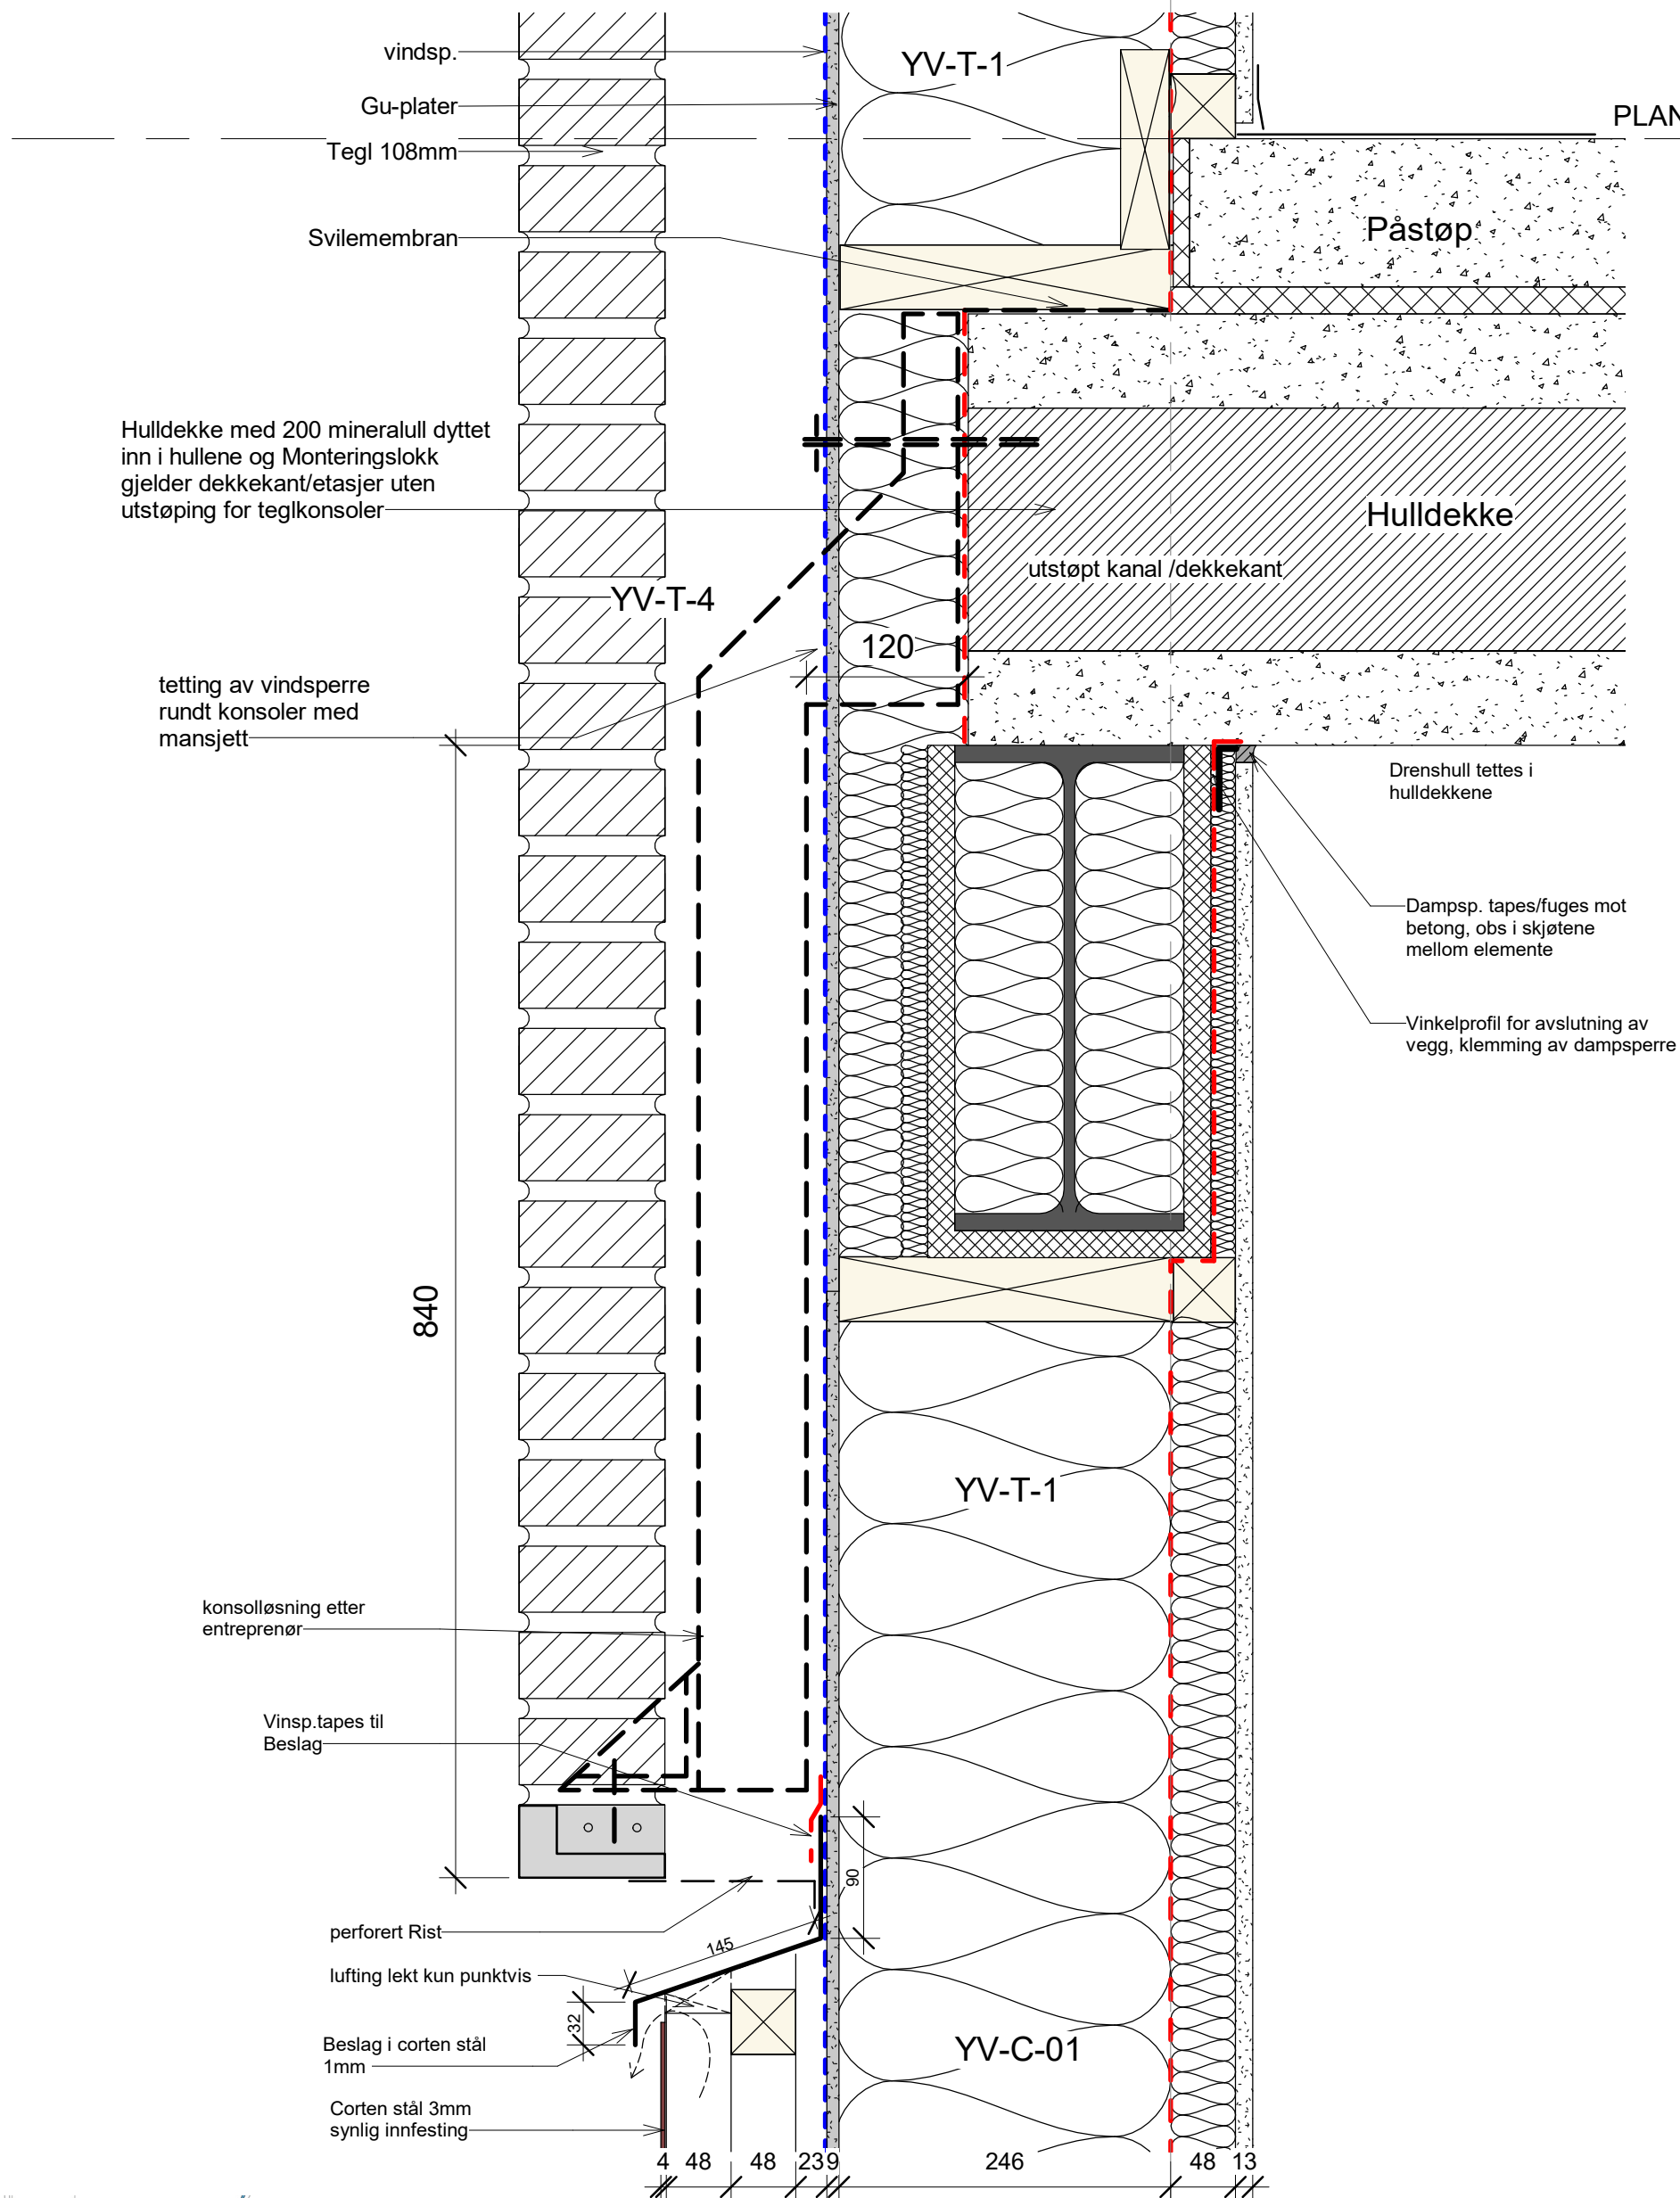 vindsp.
YV-T-1
Gu-plater
PLAN
Tegl 108mm
Påstøp
Svilemembran
Hulldekke med 200 mineralull dyttet
inn i hullene og Monteringslokk
gjelder dekkekant/etasjer uten
utstøping for teglkonsoler
Hulldekke
utstøpt kanal /dekkekant
YV-T-4
120
tetting av vindsperre
rundt konsoler med
mansjett
Drenshull tettes i
hulldekkene
Dampsp. tapes/fuges mot
betong, obs i skjøtene
mellom elemente
Vinkelprofil for avslutning av
vegg, klemming av dampsperre
840
YV-T-1
konsolløsning etter
entreprenør
Vinsp.tapes til
Beslag
90
perforert Rist
145
lufting lekt kun punktvis
32
Beslag i corten stål
1mm
YV-C-01
Corten stål 3mm
synlig innfesting
4 48 48 23 9 246 48 13